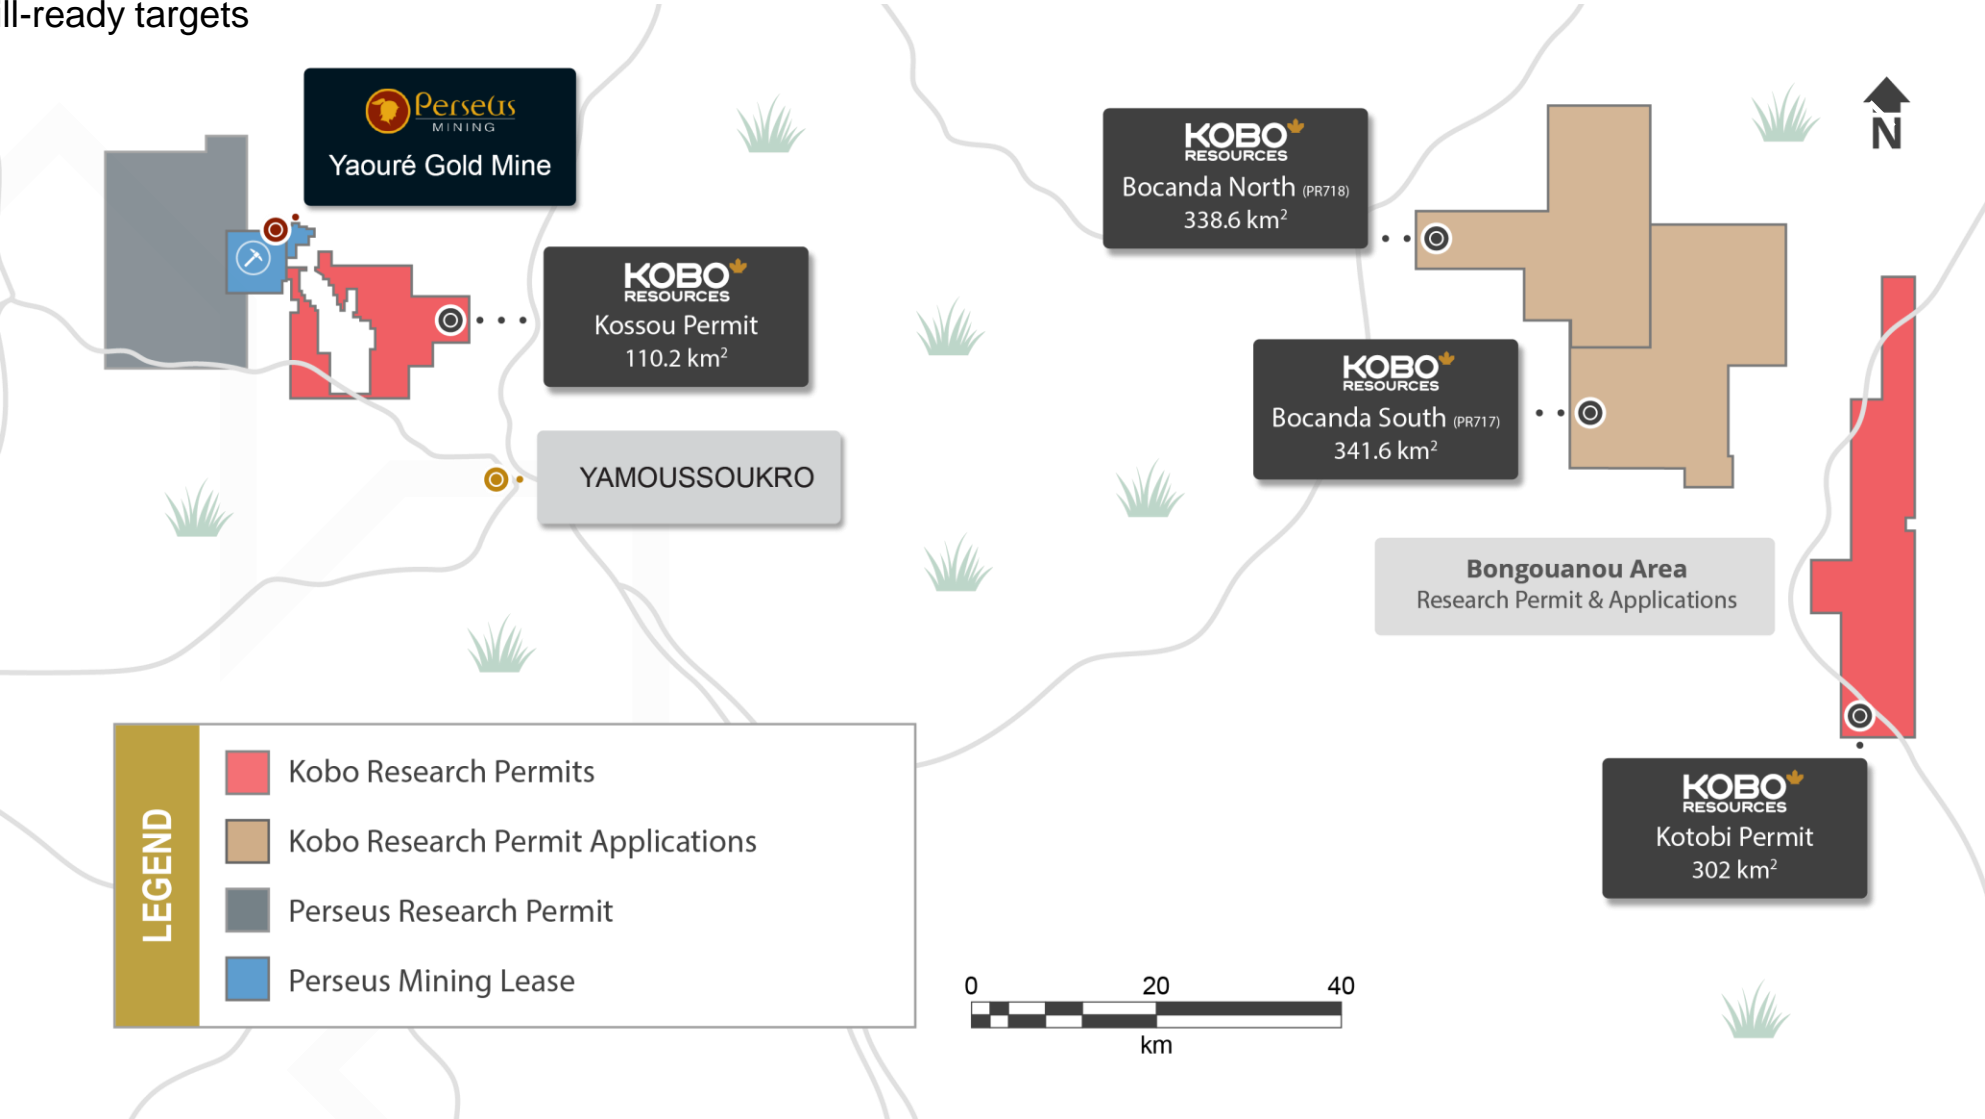 ll-ready targets
Perseus
MINING
Yaouré Gold Mine
KOBO
RESOURCES
Bocanda North (PR718)
338.6 km²
N
KOBO
RESOURCES
Kossou Permit
110.2 km²
KOBO
RESOURCES
Bocanda South (PR717)
341.6 km²
YAMOUSSOUKRO
Bongouanou Area
Research Permit & Applications
KOBO
RESOURCES
Kotobi Permit
302 km²
LEGEND
Kobo Research Permits
Kobo Research Permit Applications
Perseus Research Permit
Perseus Mining Lease
0 20 40
km